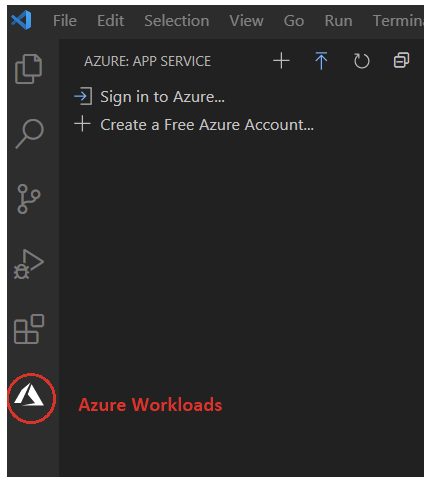 File Edit Selection View Go Run Termina
AZURE: APP SERVICE
Sign in to Azure...
Create a Free Azure Account...
Azure Workloads